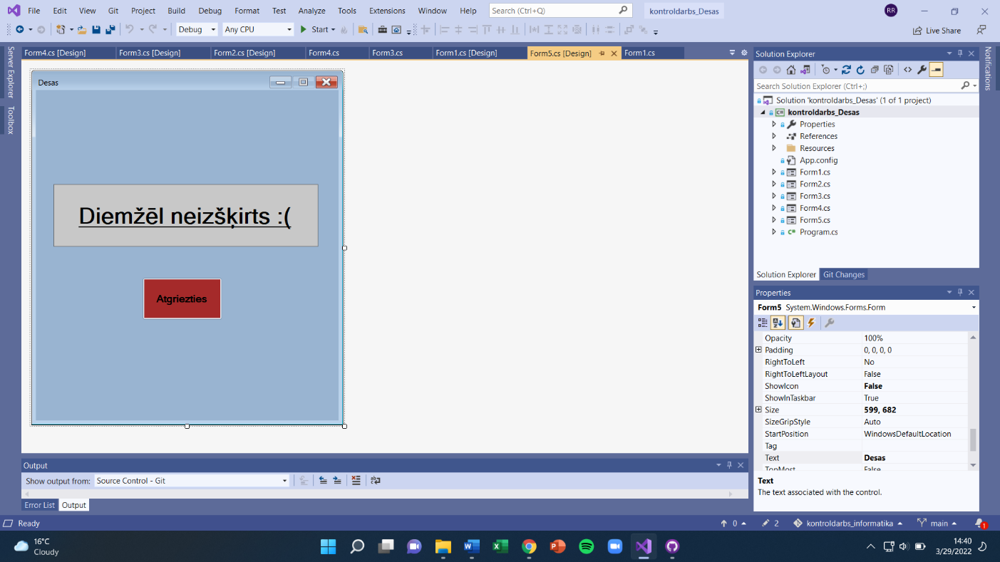 File Edit View Git Project Build Debug Format Test Analyze Tools Extensions Window Help Search (Ctrl+Q) kontroldarbs_Desas RR
Debug Any CPU Start Live Share
Server Explorer
Toolbox
Form4.cs [Design] Form3.cs [Design] Form2.cs [Design] Form4.cs Form3.cs Form1.cs [Design] Form5.cs [Design] Form1.cs
Desas
Diemžēl neizšķirts :(
Atgriezties
Output
Show output from: Source Control - Git
Error List Output
Solution Explorer
Search Solution Explorer (Ctrl+;)
Solution 'kontroldarbs_Desas' (1 of 1 project)
kontroldarbs_Desas
Properties
References
Resources
App.config
Form1.cs
Form2.cs
Form3.cs
Form4.cs
Form5.cs
Program.cs
Solution Explorer Git Changes
Properties
Form5 System.Windows.Forms.Form
Opacity 100%
Padding 0, 0, 0, 0
RightToLeft No
RightToLeftLayout False
ShowIcon False
ShowInTaskbar True
Size 599, 682
SizeGripStyle Auto
StartPosition WindowsDefaultLocation
Tag
Text Desas
TopMost False
Text
The text associated with the control.
Notifications
Ready 0 2 kontroldarbs_informatika main 1
16°C
Cloudy
14:40
3/29/2022